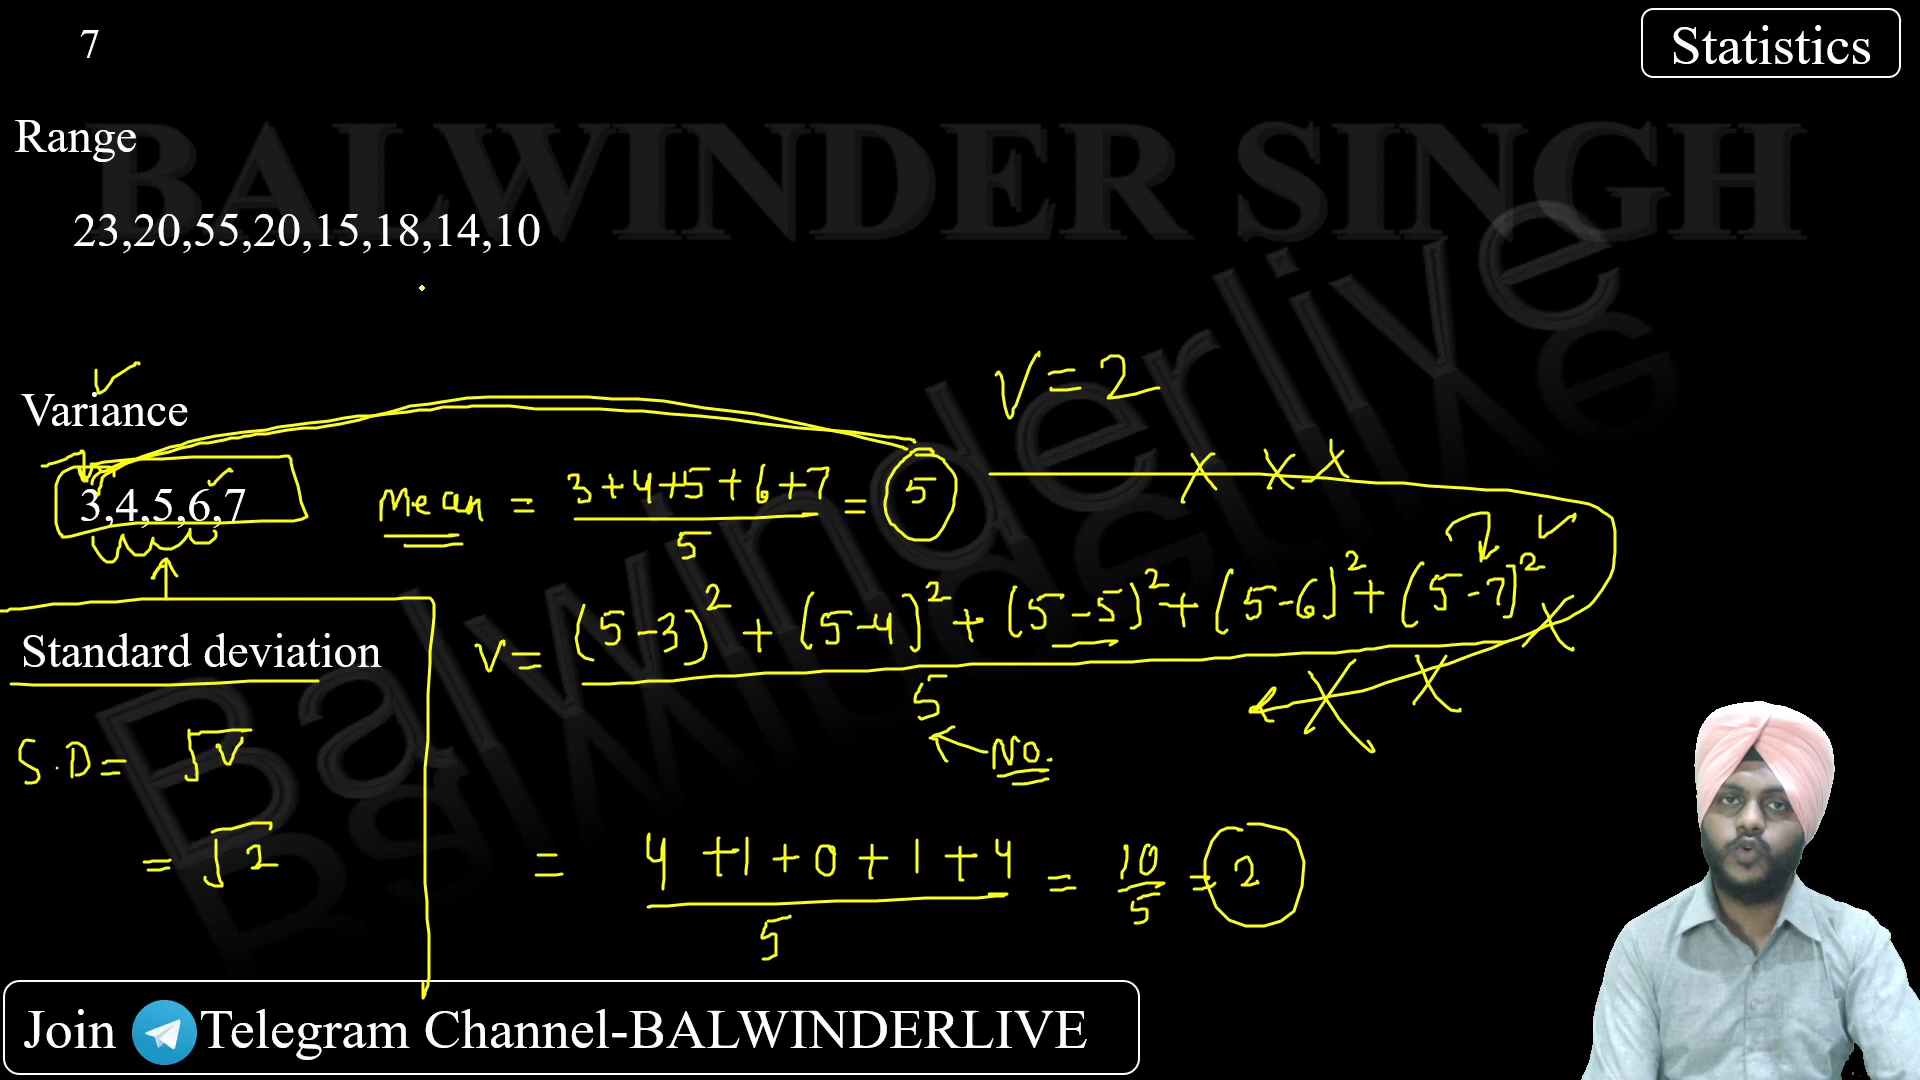 7
Statistics
Range
BALWINDER SINGH
23,20,55,20,15,18,14,10
Balwinderlive
V = 2
Variance
3,4,5,6,7
Mean = 3+4+5+6+7 / 5 = 5
V = (5-3)² + (5-4)² + (5-5)² + (5-6)² + (5-7)² / 5
No.
Standard deviation
S.D = √V
= √2
= 4 +1 + 0 + 1 + 4 / 5 = 10/5 = 2
Join Telegram Channel-BALWINDERLIVE